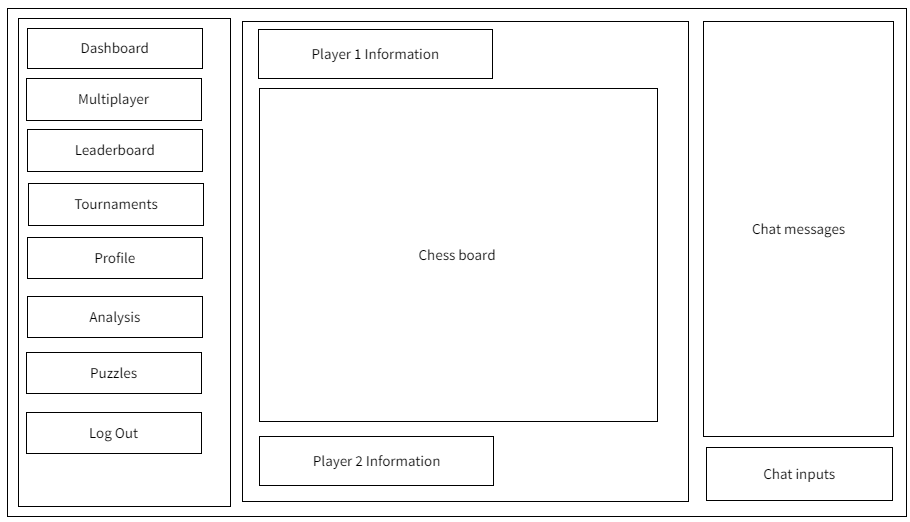 Dashboard
Multiplayer
Leaderboard
Tournaments
Profile
Analysis
Puzzles
Log Out
Player 1 Information
Chess board
Player 2 Information
Chat messages
Chat inputs